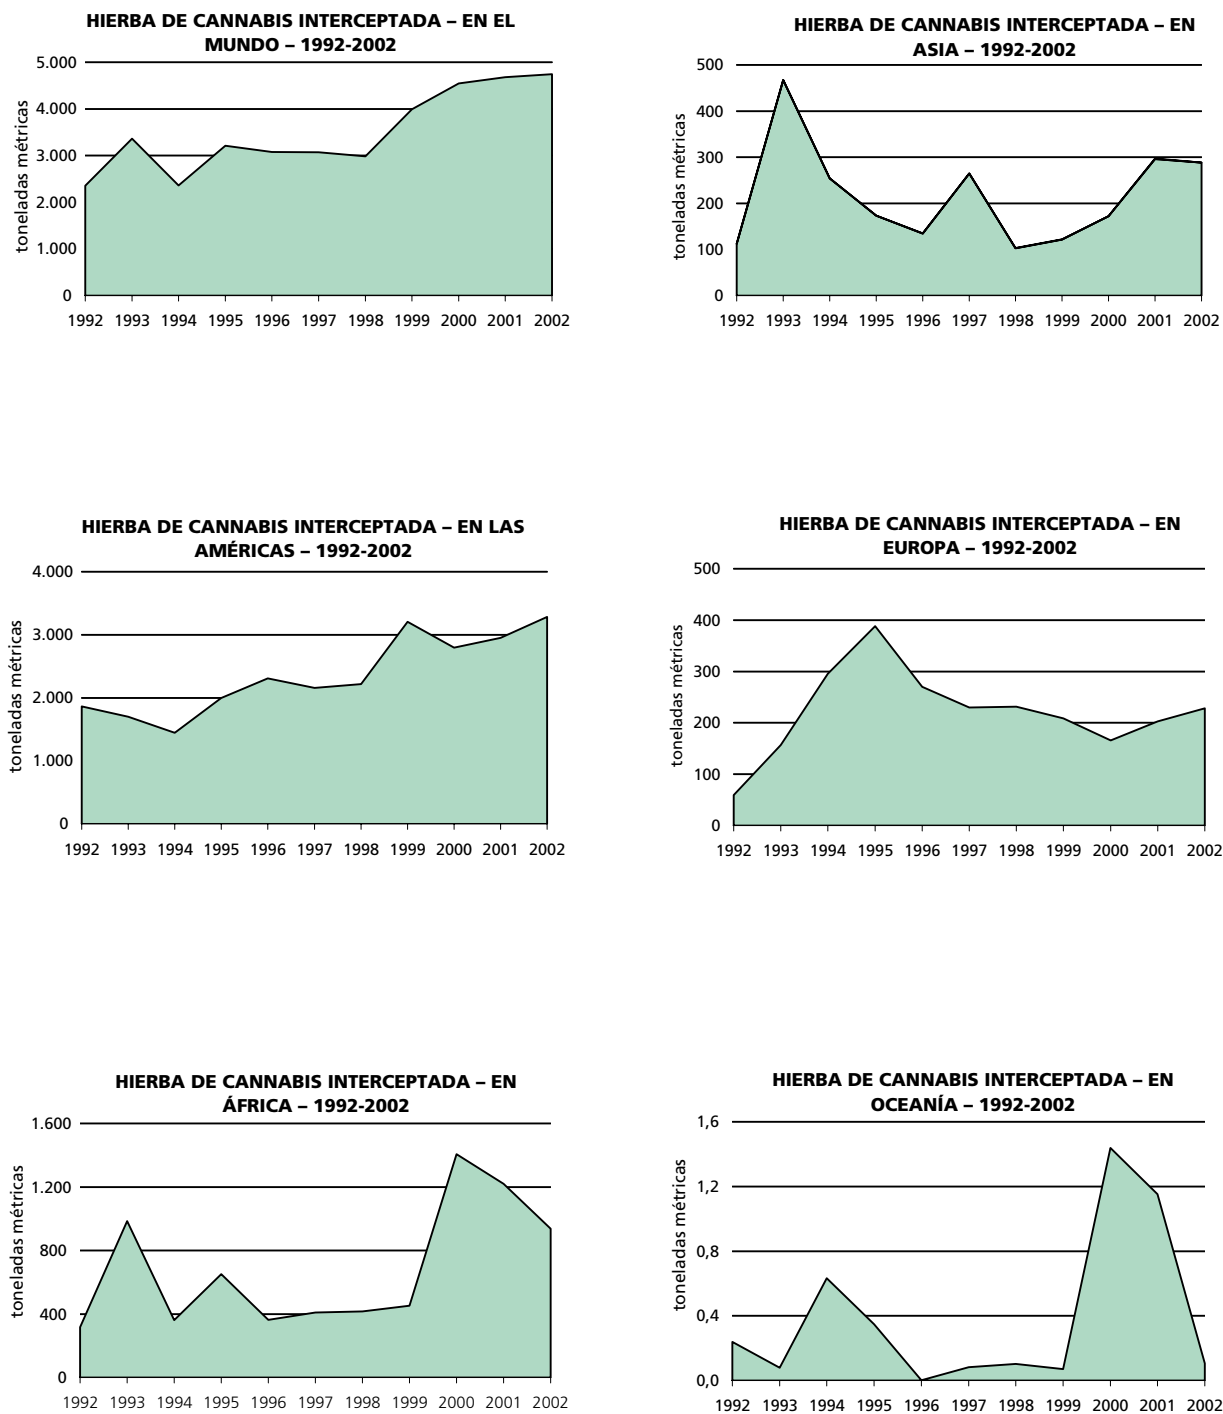 HIERBA DE CANNABIS INTERCEPTADA – EN EL
MUNDO – 1992-2002
toneladas métricas
5.000
4.000
3.000
2.000
1.000
0
1992 1993 1994 1995 1996 1997 1998 1999 2000 2001 2002
HIERBA DE CANNABIS INTERCEPTADA – EN
ASIA – 1992-2002
toneladas métricas
500
400
300
200
100
0
1992 1993 1994 1995 1996 1997 1998 1999 2000 2001 2002
HIERBA DE CANNABIS INTERCEPTADA – EN LAS
AMÉRICAS – 1992-2002
toneladas métricas
4.000
3.000
2.000
1.000
0
1992 1993 1994 1995 1996 1997 1998 1999 2000 2001 2002
HIERBA DE CANNABIS INTERCEPTADA – EN
EUROPA – 1992-2002
toneladas métricas
500
400
300
200
100
0
1992 1993 1994 1995 1996 1997 1998 1999 2000 2001 2002
HIERBA DE CANNABIS INTERCEPTADA – EN
ÁFRICA – 1992-2002
toneladas métricas
1.600
1.200
800
400
0
1992 1993 1994 1995 1996 1997 1998 1999 2000 2001 2002
HIERBA DE CANNABIS INTERCEPTADA – EN
OCEANÍA – 1992-2002
toneladas métricas
1,6
1,2
0,8
0,4
0,0
1992 1993 1994 1995 1996 1997 1998 1999 2000 2001 2002